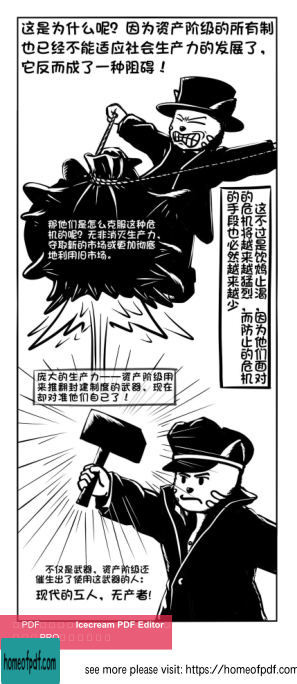 这是为什么呢？因为资产阶级的所有制
也已经不能适应社会生产力的发展了，
它反而成了一种阻碍！
那他们是怎么克服这种危
机的呢？无非消灭生产力，
夺取新的市场或更加彻底
地利用旧市场。
这不过是饮鸩止渴，因为他们面对
的危机将越来越猛烈，而防止的危机
的手段也必然越来越少
庞大的生产力——资产阶级用
来推翻封建制度的武器，现在
却对准他们自己了！
不仅是武器，资产阶级还
催生出了使用这武器的人：
现代的工人，无产者！
PDF Icecream PDF Editor
PRO
homeofpdf.com
see more please visit: https://homeofpdf.com